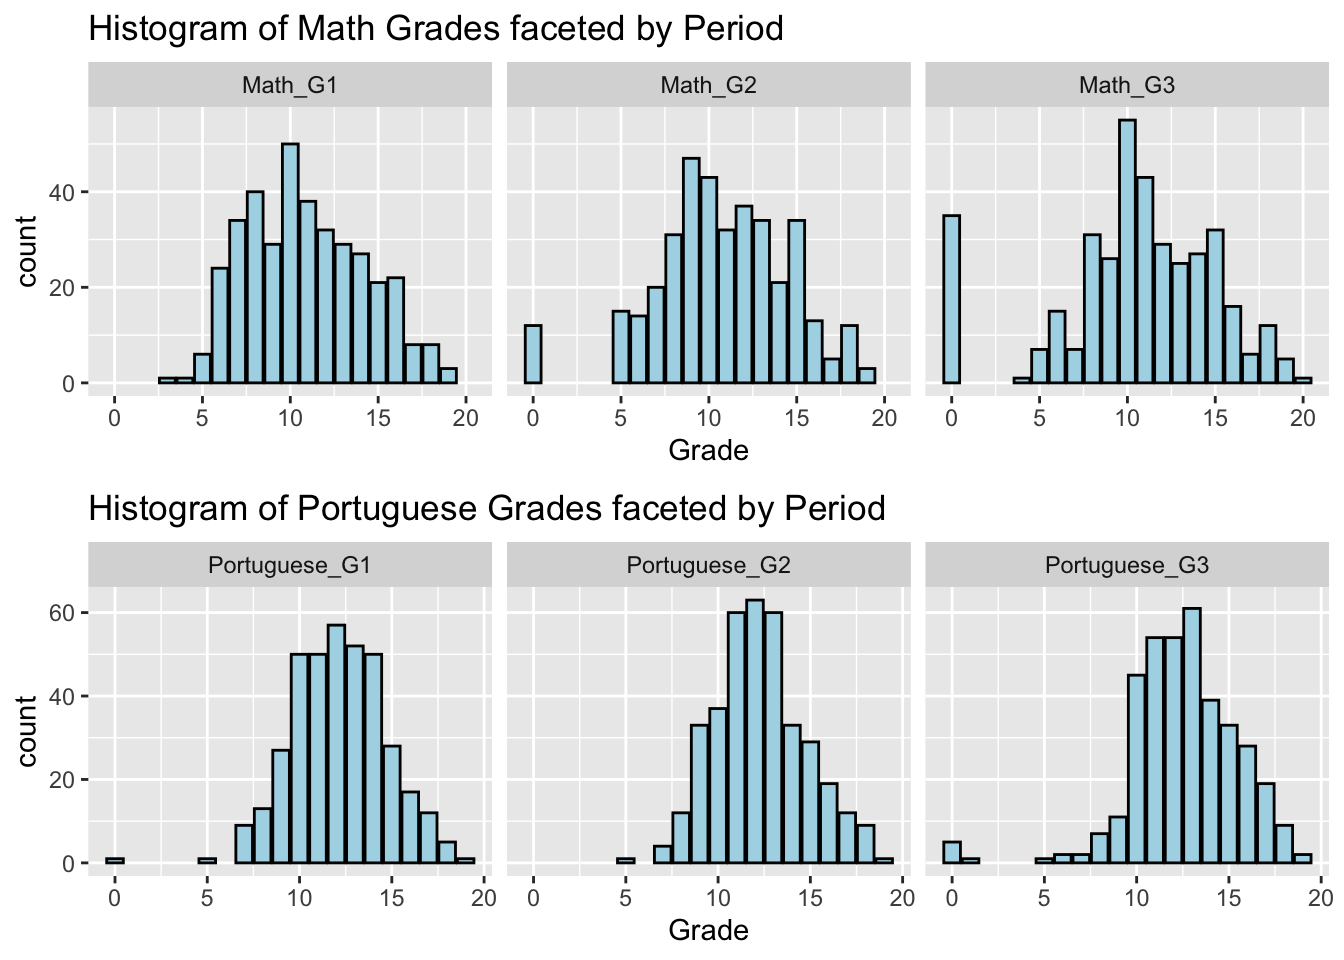 Histogram of Math Grades faceted by Period
Math_G1 Math_G2 Math_G3
40
20
0
count
0 5 10 15 20 0 5 10 15 20 0 5 10 15 20
Grade
Histogram of Portuguese Grades faceted by Period
Portuguese_G1 Portuguese_G2 Portuguese_G3
60
40
20
0
count
0 5 10 15 20 0 5 10 15 20 0 5 10 15 20
Grade